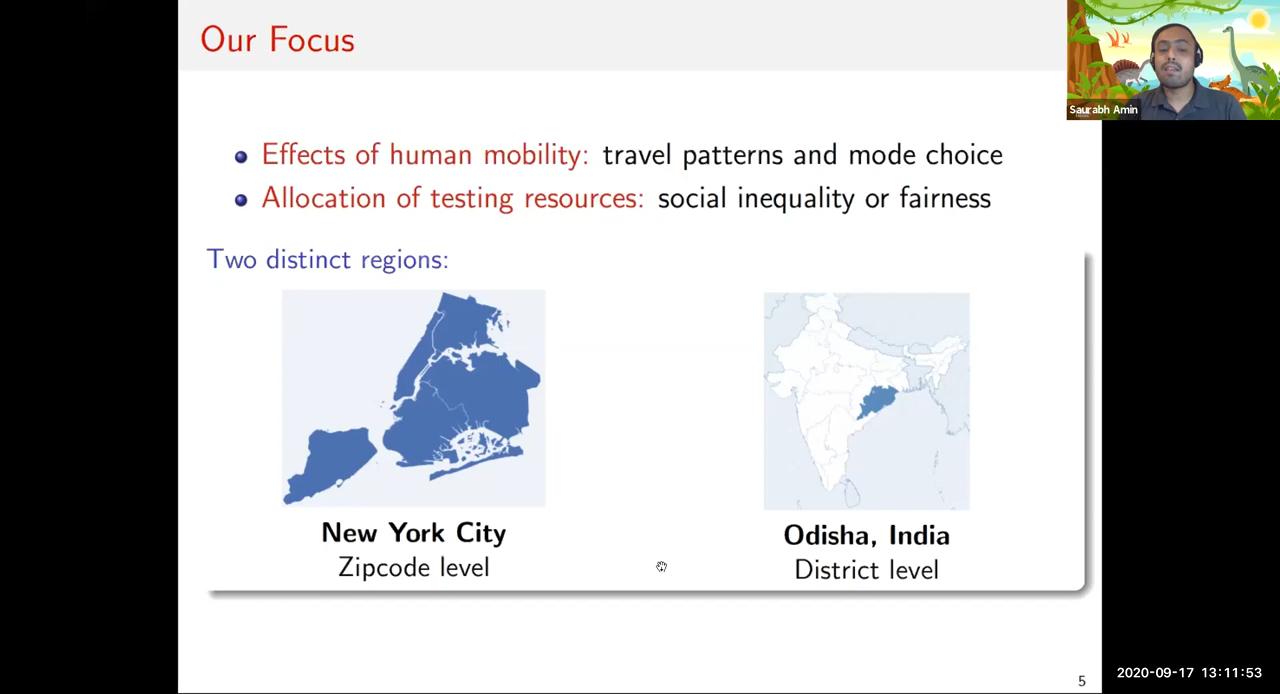 Our Focus
Saurabh Amin
Effects of human mobility: travel patterns and mode choice
Allocation of testing resources: social inequality or fairness
Two distinct regions:
New York City
Zipcode level
Odisha, India
District level
5
2020-09-17 13:11:53